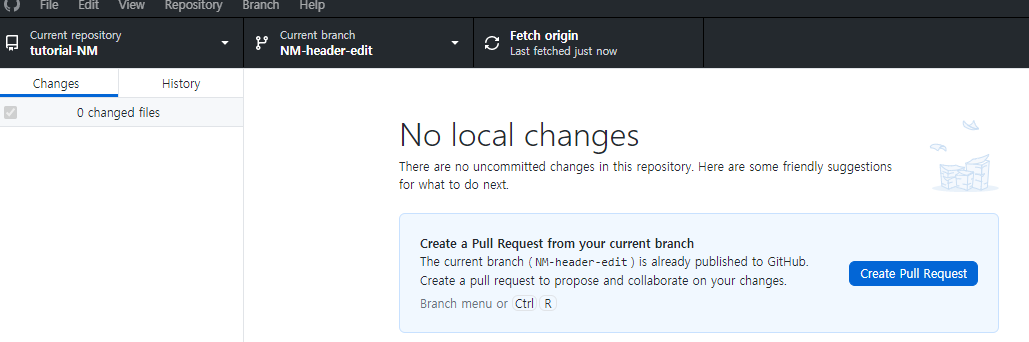 File Edit View Repository Branch Help
Current repository
tutorial-NM
Current branch
NM-header-edit
Fetch origin
Last fetched just now
Changes
History
0 changed files
No local changes
There are no uncommitted changes in this repository. Here are some friendly suggestions
for what to do next.
Create a Pull Request from your current branch
The current branch (NM-header-edit) is already published to GitHub.
Create a pull request to propose and collaborate on your changes.
Branch menu or Ctrl R
Create Pull Request